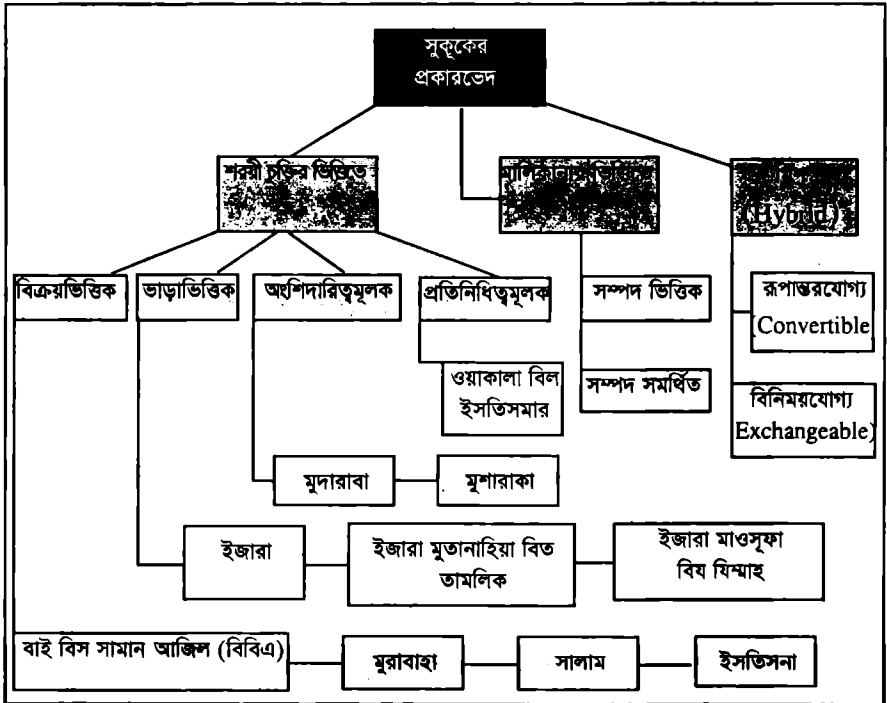 সুকূকের
প্রকারভেদ
শরয়ী চুক্তির ভিত্তিতে
মালিকানার ভিত্তিতে
(Hybrid)
বিক্রয়ভিত্তিক
ভাড়াভিত্তিক
অংশিদারিত্বমূলক
প্রতিনিধিত্বমূলক
সম্পদ ভিত্তিক
রূপান্তরযোগ্য
(Convertible
ওয়াকালা বিল
ইসতিসমার
সম্পদ সমর্থিত
বিনিময়যোগ্য
Exchangeable)
মুদারাবা
মুশারাকা
ইজারা
ইজারা মুতানাহিয়া বিত
তামলিক
ইজারা মাওসূফা
বিয যিম্মাহ
বাই বিস সামান আজিল (বিবিএ)
মুরাবাহা
সালাম
ইসতিসনা